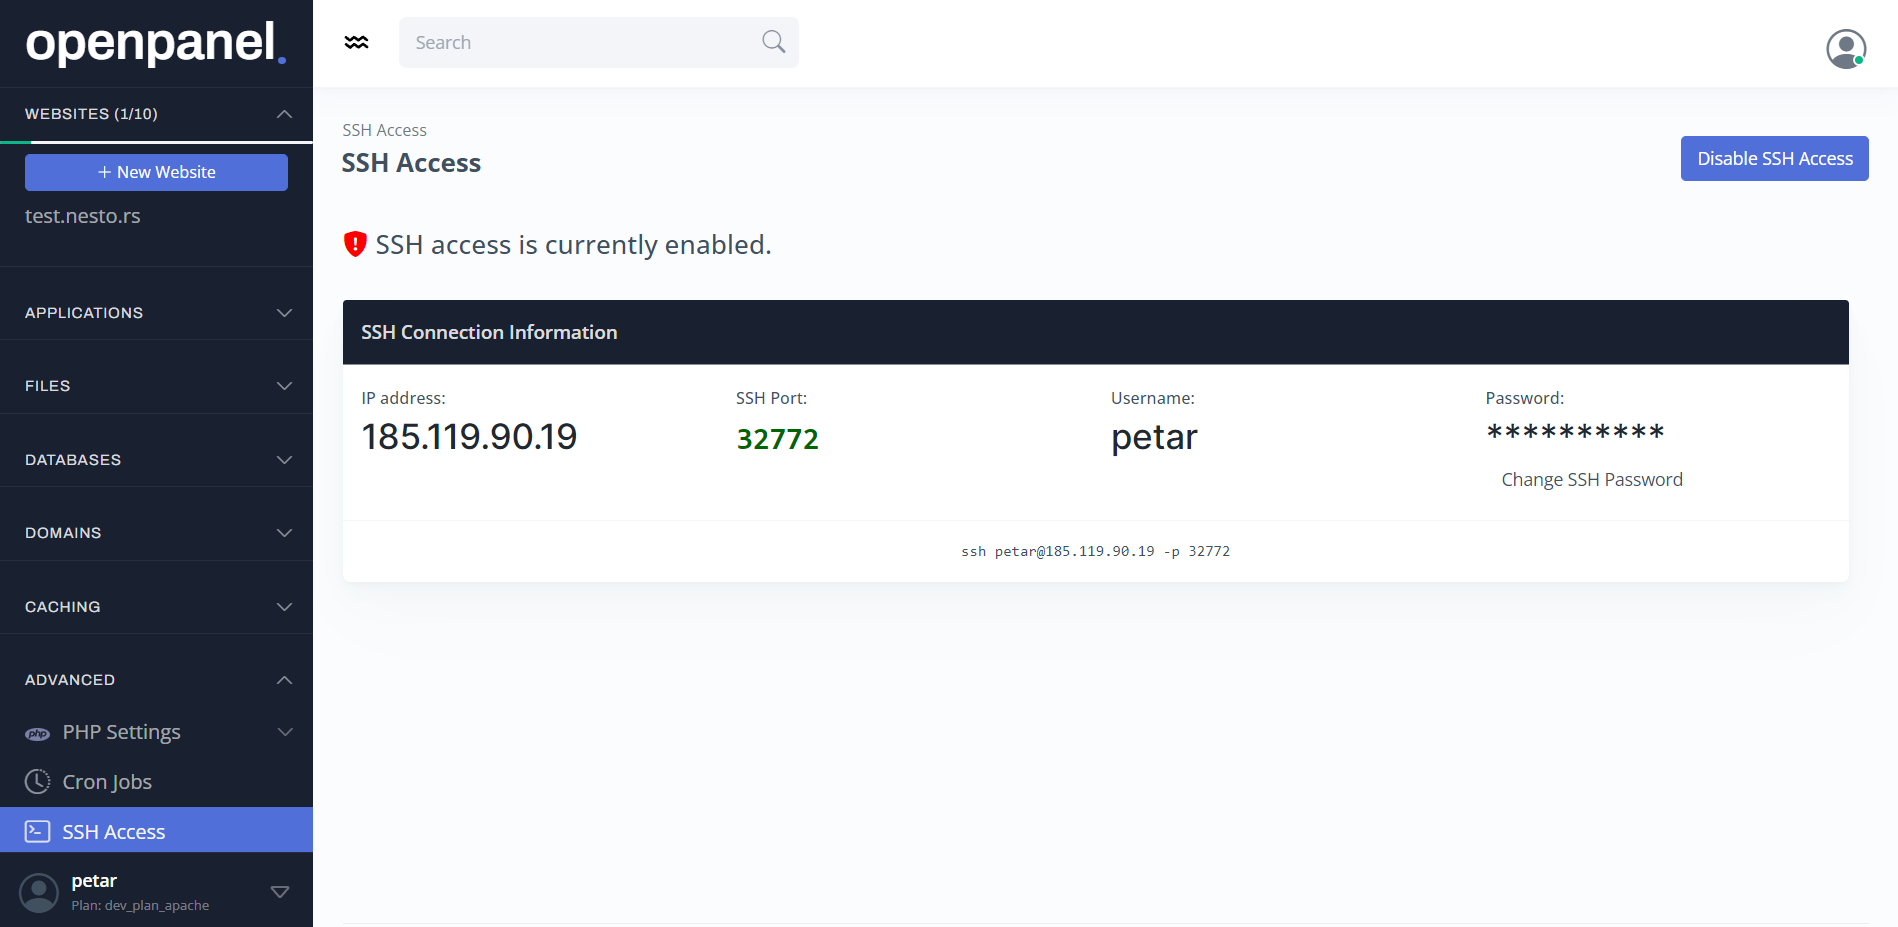 openpanel.
WEBSITES (1/10)
+ New Website
test.nesto.rs
APPLICATIONS
FILES
DATABASES
DOMAINS
CACHING
ADVANCED
php PHP Settings
Cron Jobs
SSH Access
petar
Plan: dev_plan_apache
Search
SSH Access
SSH Access
Disable SSH Access
SSH access is currently enabled.
SSH Connection Information
IP address:
185.119.90.19
SSH Port:
32772
Username:
petar
Password:
**********
Change SSH Password
ssh petar@185.119.90.19 -p 32772